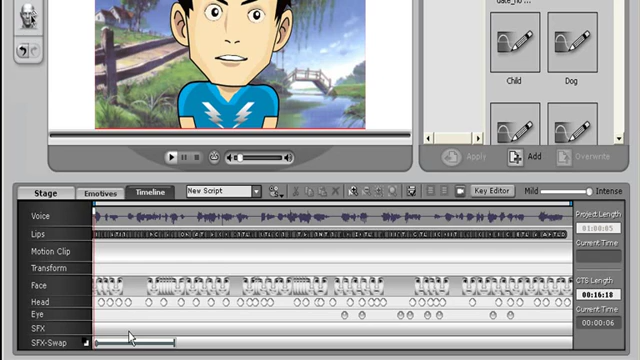 date_no ...
Child
Dog
Apply
Add
Overwrite
Stage
Emotives
Timeline
New Script
Key Editor
Mild
Intense
Voice
Lips
Motion Clip
Transform
Face
Head
Eye
SFX
SFX-Swap
Project Length
01:00:05
Current Time
CTS Length
00:16:18
Current Time
00:00:06